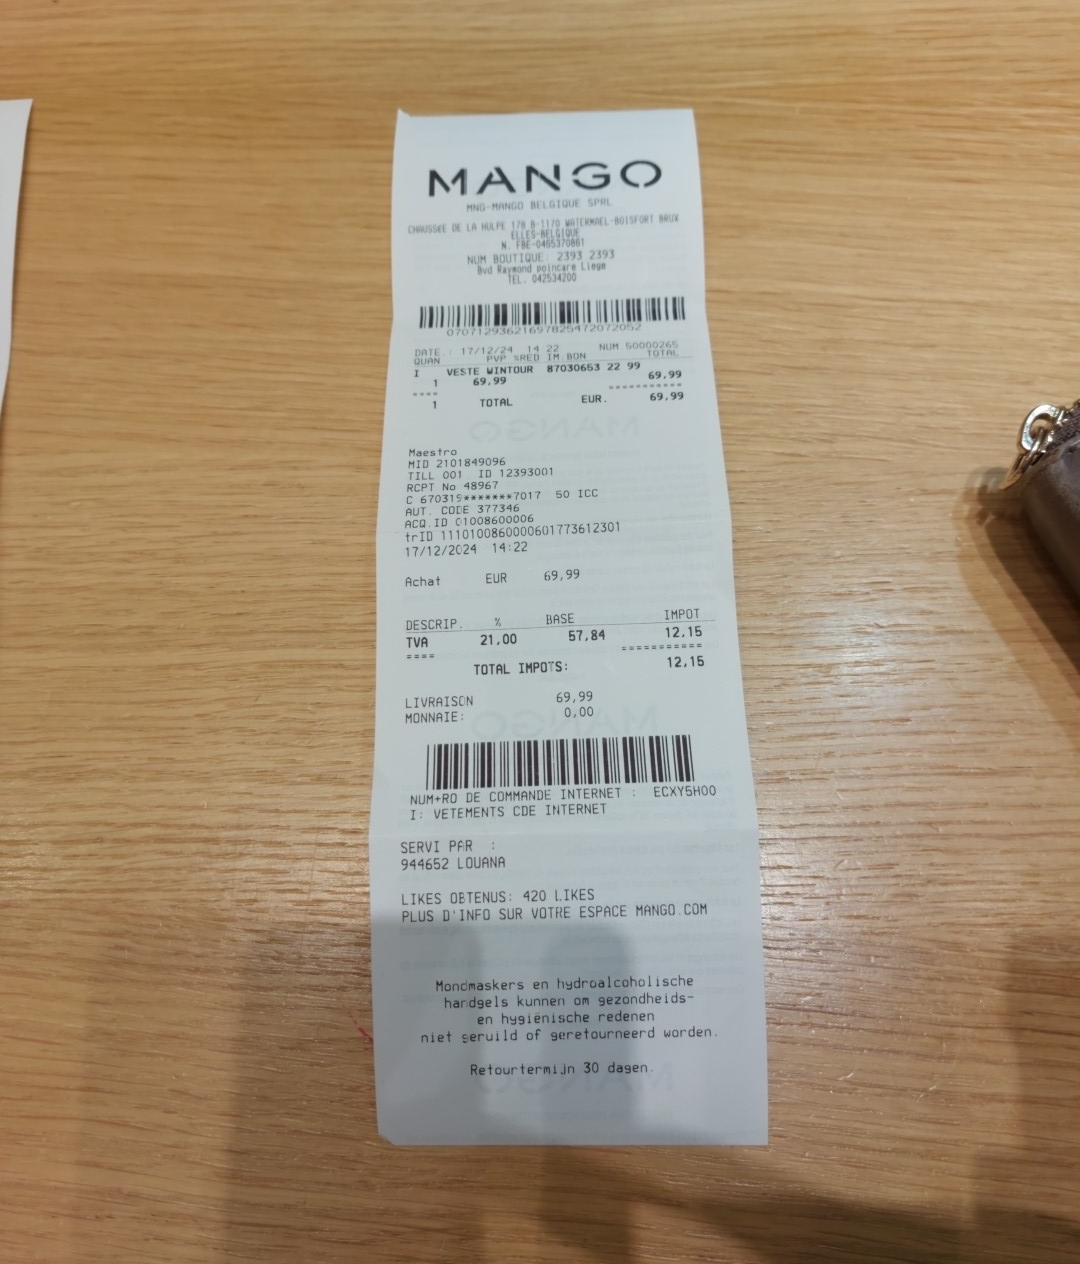 MANGO
MNG-MANGO BELGIQUE SPRL
CHAUSSéE DE LA HULPE 178 B-1170 WATERMAEL-BOISFORT BRUX
ELLES-BELGIQUE
N. FBE-0465370861
NUM BOUTIQUE: 2393 2393
Bvd Raymond poincare Liege
TEL. 042534200
07071293621697825472072052
DATE.: 17/12/24 14 22 NUM 50000265
QUAN PVP %RED IM.BON TOTAL
I VESTE WINTOUR 87030653 22 99
1 69.99 69.99
==== ===========
1 TOTAL EUR. 69.99
Maestro
MID 2101849096
TILL 001 ID 12393001
RCPT No 48967
C 670319*******7017 50 ICC
AUT. CODE 377346
ACQ.ID 01008600006
trID 1110100860000601773612301
17/12/2024 14:22
Achat EUR 69,99
DESCRIP. % BASE IMPOT
TVA 21,00 57,84 12,15
==== ===========
TOTAL IMPOTS: 12,15
LIVRAISON 69,99
MONNAIE: 0,00
NUM+RO DE COMMANDE INTERNET : ECXY5H00
I: VETEMENTS CDE INTERNET
SERVI PAR :
944652 LOUANA
LIKES OBTENUS: 420 LIKES
PLUS D'INFO SUR VOTRE ESPACE MANGO.COM
Mondmaskers en hydroalcoholische
handgels kunnen om gezondheids-
en hygiënische redenen
niet geruild of geretourneerd worden.
Retourtermijn 30 dagen.